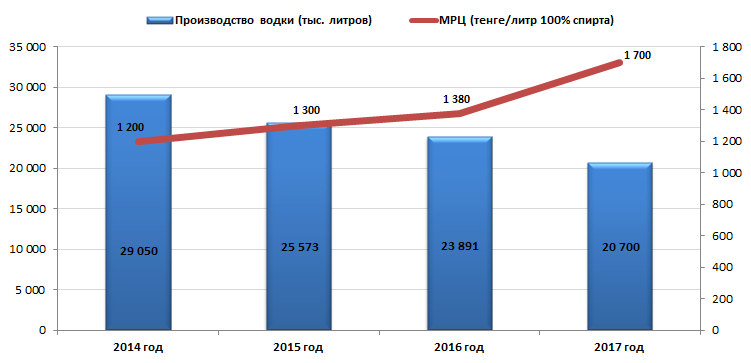 Производство водки (тыс. литров) МРЦ (тенге/литр 100% спирта)
35 000 1 800
30 000 1 600
25 000 1 400
20 000 1 200
15 000 1 000
10 000 800
5 000 600
0 400
200
0
1 200
1 300
1 380
1 700
29 050
25 573
23 891
20 700
2014 год 2015 год 2016 год 2017 год